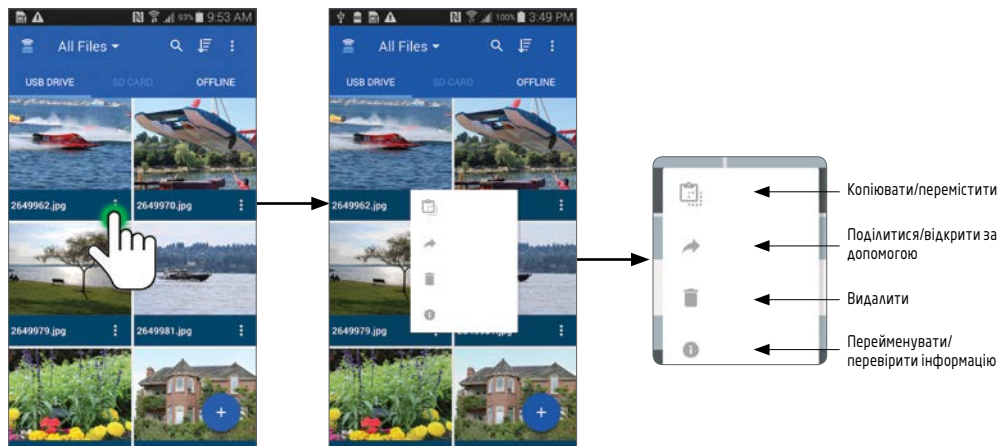 93% 9:53 AM
All Files
USB DRIVE SD CARD OFFLINE
2649962.jpg 2649970.jpg
2649979.jpg 2649981.jpg
100% 3:49 PM
All Files
USB DRIVE SD CARD OFFLINE
2649962.jpg
2649979.jpg
Копіювати/перемістити
Поділитися/відкрити за
допомогою
Видалити
Перейменувати/
перевірити інформацію